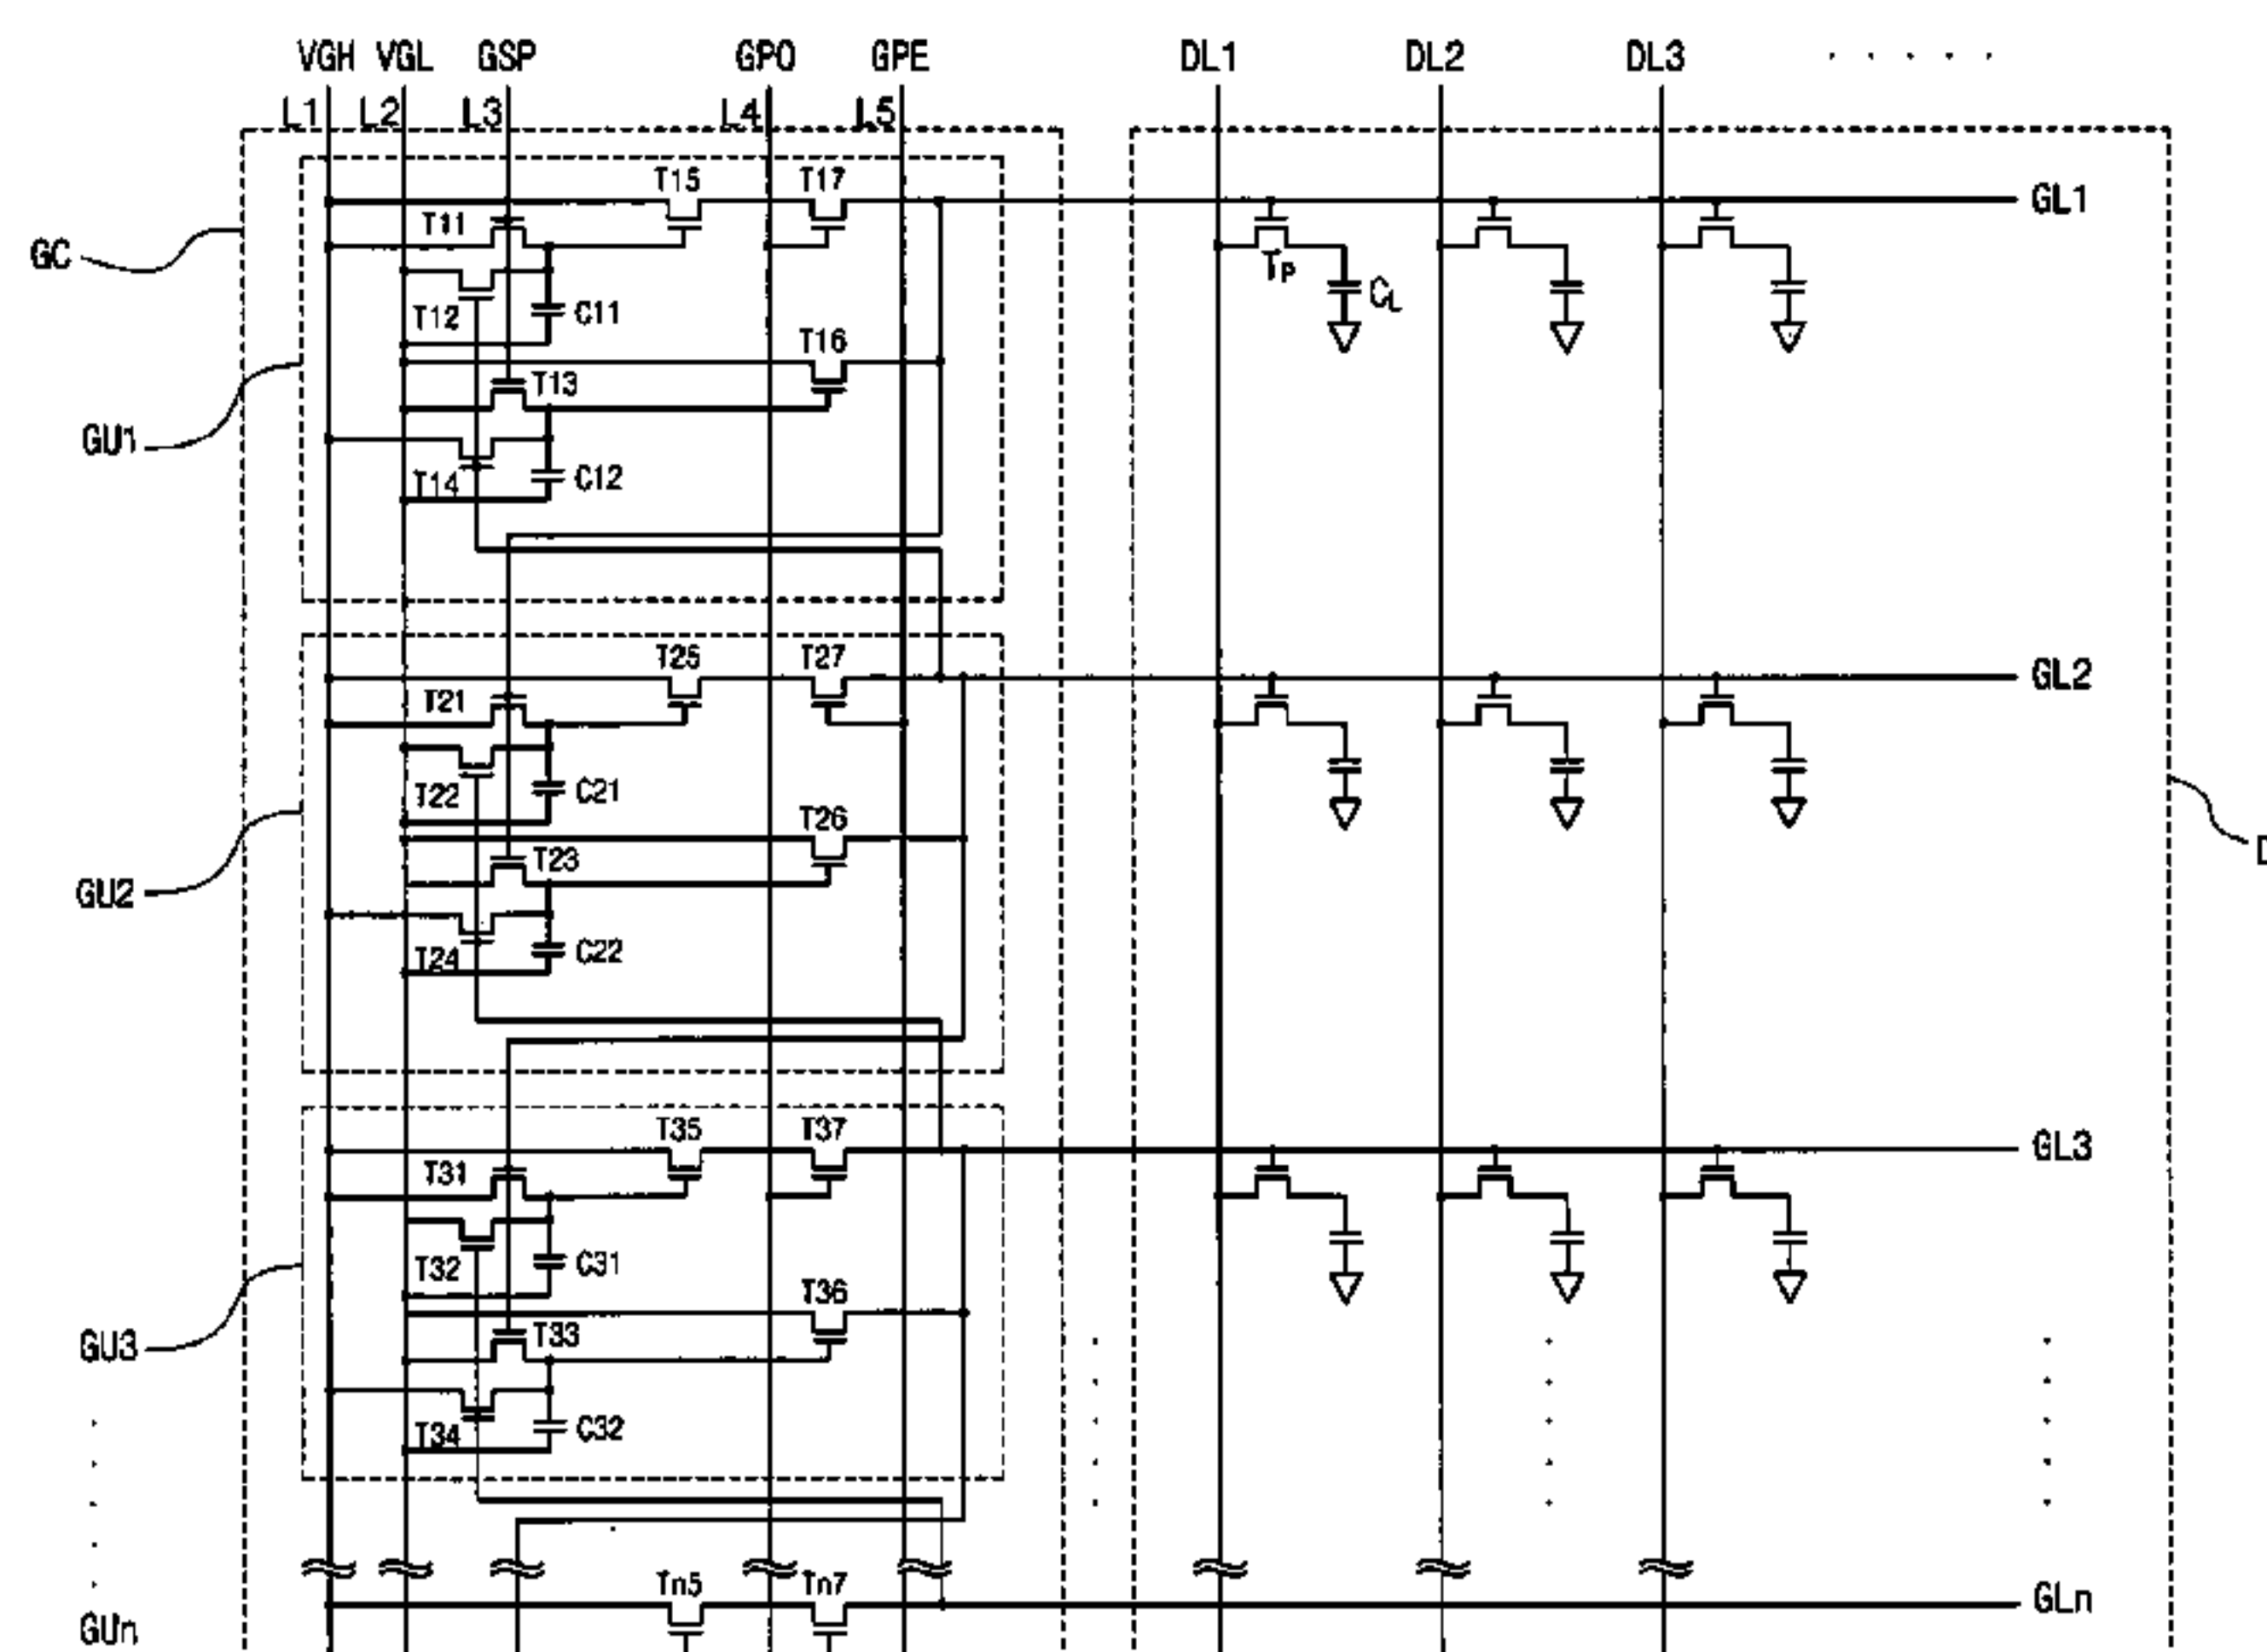 VGH VGL GSP GPO GPE DL1 DL2 DL3
L1 L2 L3 L4 L5
T15 T17
GL1
T11
GC
TP
CL
C11
T12
T16
T13
GU1
C12
T14
T25 T27
GL2
T21
C21
T22
T26
T23
GU2
C22
T24
T35 T37
GL3
T31
C31
T32
T36
T33
GU3
C32
T34
Tn5 Tn7
GLn
GUn